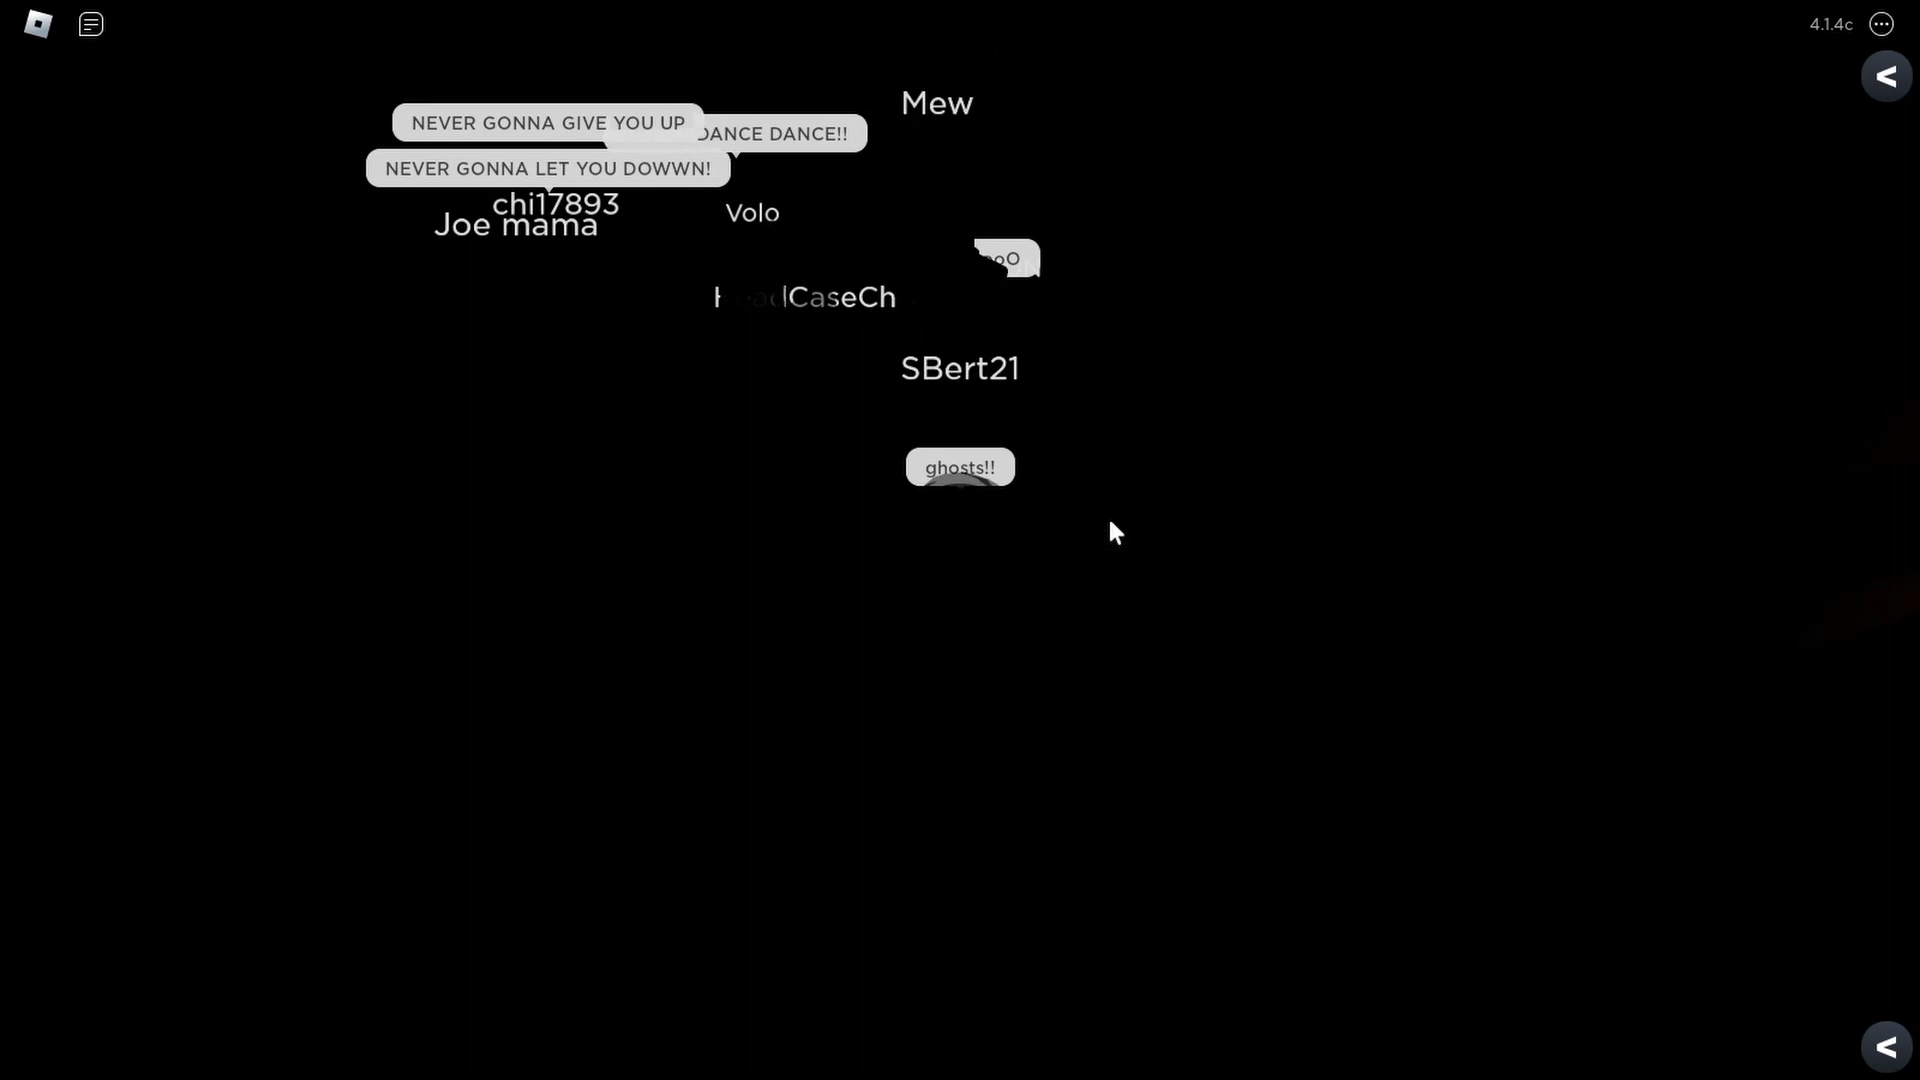 4.1.4c
Mew
NEVER GONNA GIVE YOU UP
DANCE DANCE!!
NEVER GONNA LET YOU DOWWN!
chi17893
Joe mama
Volo
HeadCaseCh
SBert21
ghosts!!